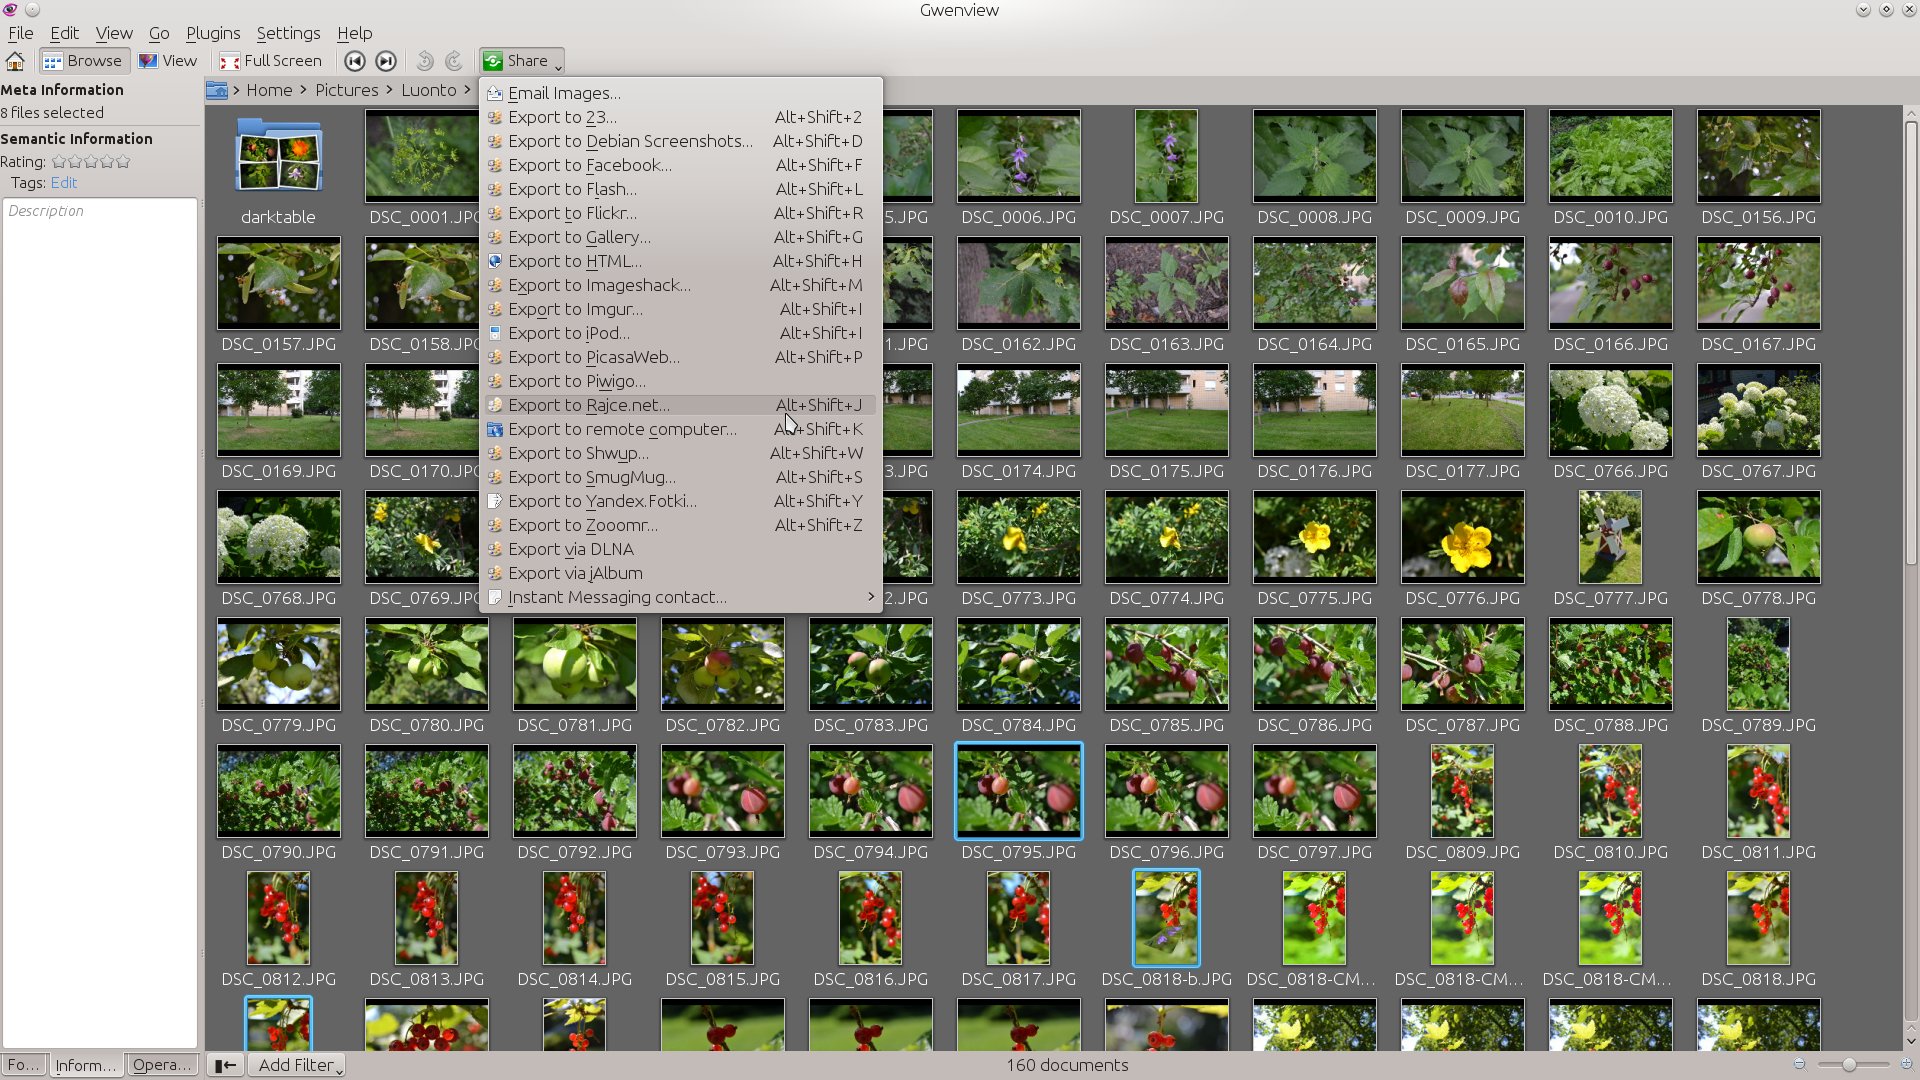 Gwenview
File Edit View Go Plugins Settings Help
Browse View Full Screen Share
Meta Information
8 files selected
Semantic Information
Rating:
Tags: Edit
Description
Home > Pictures > Luonto >
Email Images...
Export to 23... Alt+Shift+2
Export to Debian Screenshots... Alt+Shift+D
Export to Facebook... Alt+Shift+F
Export to Flash... Alt+Shift+L
Export to Flickr... Alt+Shift+R
Export to Gallery... Alt+Shift+G
Export to HTML... Alt+Shift+H
Export to Imageshack... Alt+Shift+M
Export to Imgur... Alt+Shift+I
Export to iPod... Alt+Shift+I
Export to PicasaWeb... Alt+Shift+P
Export to Piwigo...
Export to Rajce.net... Alt+Shift+J
Export to remote computer... Alt+Shift+K
Export to Shwup... Alt+Shift+W
Export to SmugMug... Alt+Shift+S
Export to Yandex.Fotki... Alt+Shift+Y
Export to Zooomr... Alt+Shift+Z
Export via DLNA
Export via jAlbum
Instant Messaging contact... >
darktable DSC_0001.JPG 5.JPG DSC_0006.JPG DSC_0007.JPG DSC_0008.JPG DSC_0009.JPG DSC_0010.JPG DSC_0156.JPG
DSC_0157.JPG DSC_0158.JPG 1.JPG DSC_0162.JPG DSC_0163.JPG DSC_0164.JPG DSC_0165.JPG DSC_0166.JPG DSC_0167.JPG
DSC_0169.JPG DSC_0170.JPG 3.JPG DSC_0174.JPG DSC_0175.JPG DSC_0176.JPG DSC_0177.JPG DSC_0766.JPG DSC_0767.JPG
DSC_0768.JPG DSC_0769.JPG 2.JPG DSC_0773.JPG DSC_0774.JPG DSC_0775.JPG DSC_0776.JPG DSC_0777.JPG DSC_0778.JPG
DSC_0779.JPG DSC_0780.JPG DSC_0781.JPG DSC_0782.JPG DSC_0783.JPG DSC_0784.JPG DSC_0785.JPG DSC_0786.JPG DSC_0787.JPG DSC_0788.JPG DSC_0789.JPG
DSC_0790.JPG DSC_0791.JPG DSC_0792.JPG DSC_0793.JPG DSC_0794.JPG DSC_0795.JPG DSC_0796.JPG DSC_0797.JPG DSC_0809.JPG DSC_0810.JPG DSC_0811.JPG
DSC_0812.JPG DSC_0813.JPG DSC_0814.JPG DSC_0815.JPG DSC_0816.JPG DSC_0817.JPG DSC_0818-b.JPG DSC_0818-CM... DSC_0818-CM... DSC_0818-CM... DSC_0818.JPG
Fo... Inform... Opera... Add Filter 160 documents